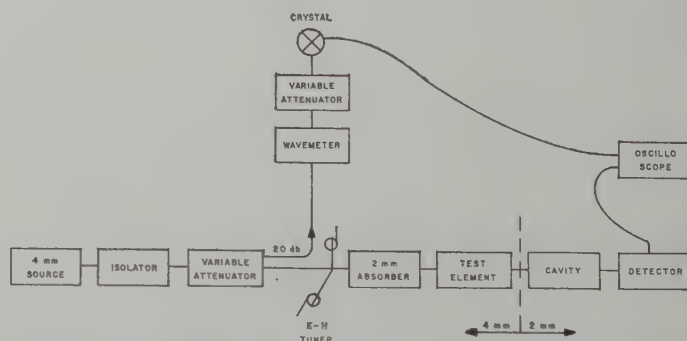 CRYSTAL
VARIABLE
ATTENUATOR
WAVEMETER
OSCILLO
SCOPE
20 db
4 mm
SOURCE
ISOLATOR
VARIABLE
ATTENUATOR
2 mm
ABSORBER
TEST
ELEMENT
CAVITY
DETECTOR
E-H
TUNER
4 mm
2 mm